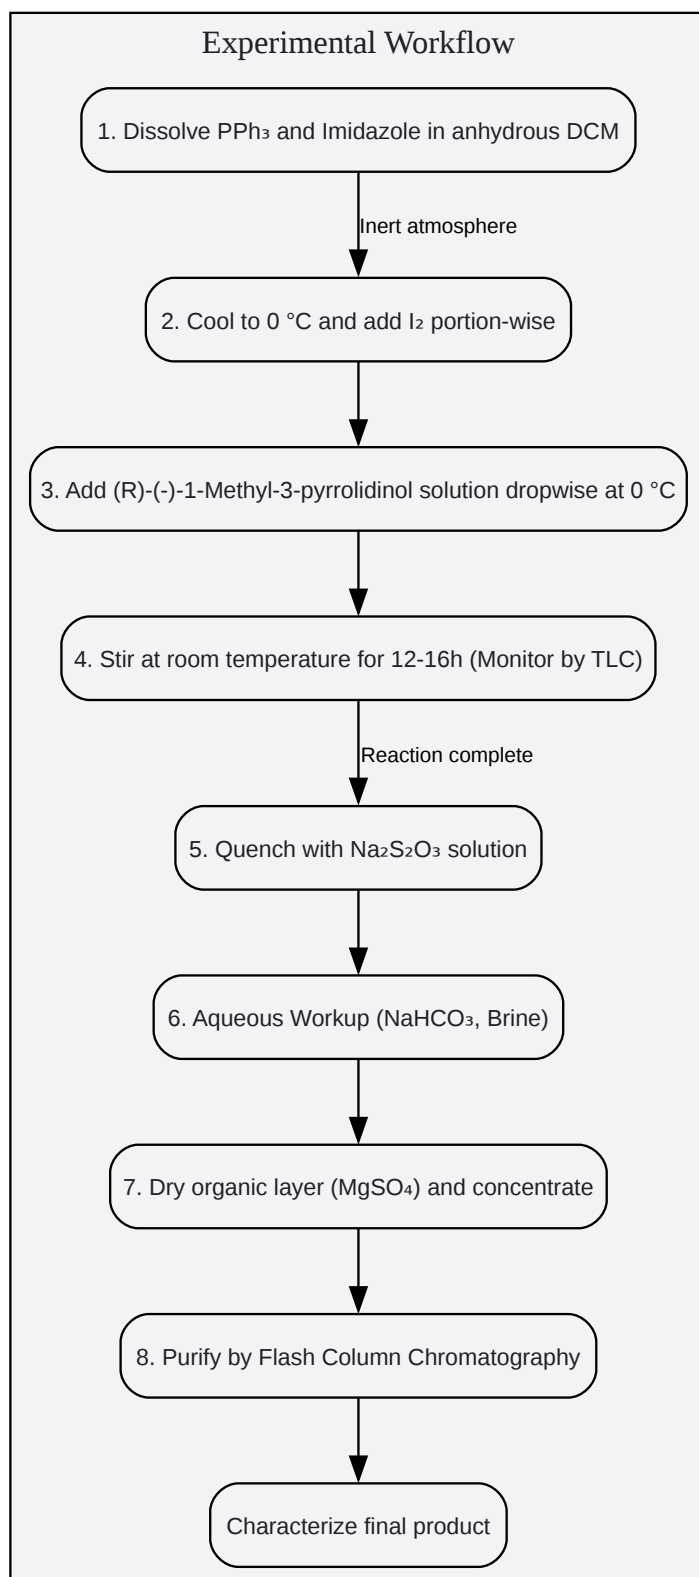 Experimental Workflow
1. Dissolve PPh₃ and Imidazole in anhydrous DCM
Inert atmosphere
2. Cool to 0 °C and add I₂ portion-wise
3. Add (R)-(-)-1-Methyl-3-pyrrolidinol solution dropwise at 0 °C
4. Stir at room temperature for 12-16h (Monitor by TLC)
Reaction complete
5. Quench with Na₂S₂O₃ solution
6. Aqueous Workup (NaHCO₃, Brine)
7. Dry organic layer (MgSO₄) and concentrate
8. Purify by Flash Column Chromatography
Characterize final product